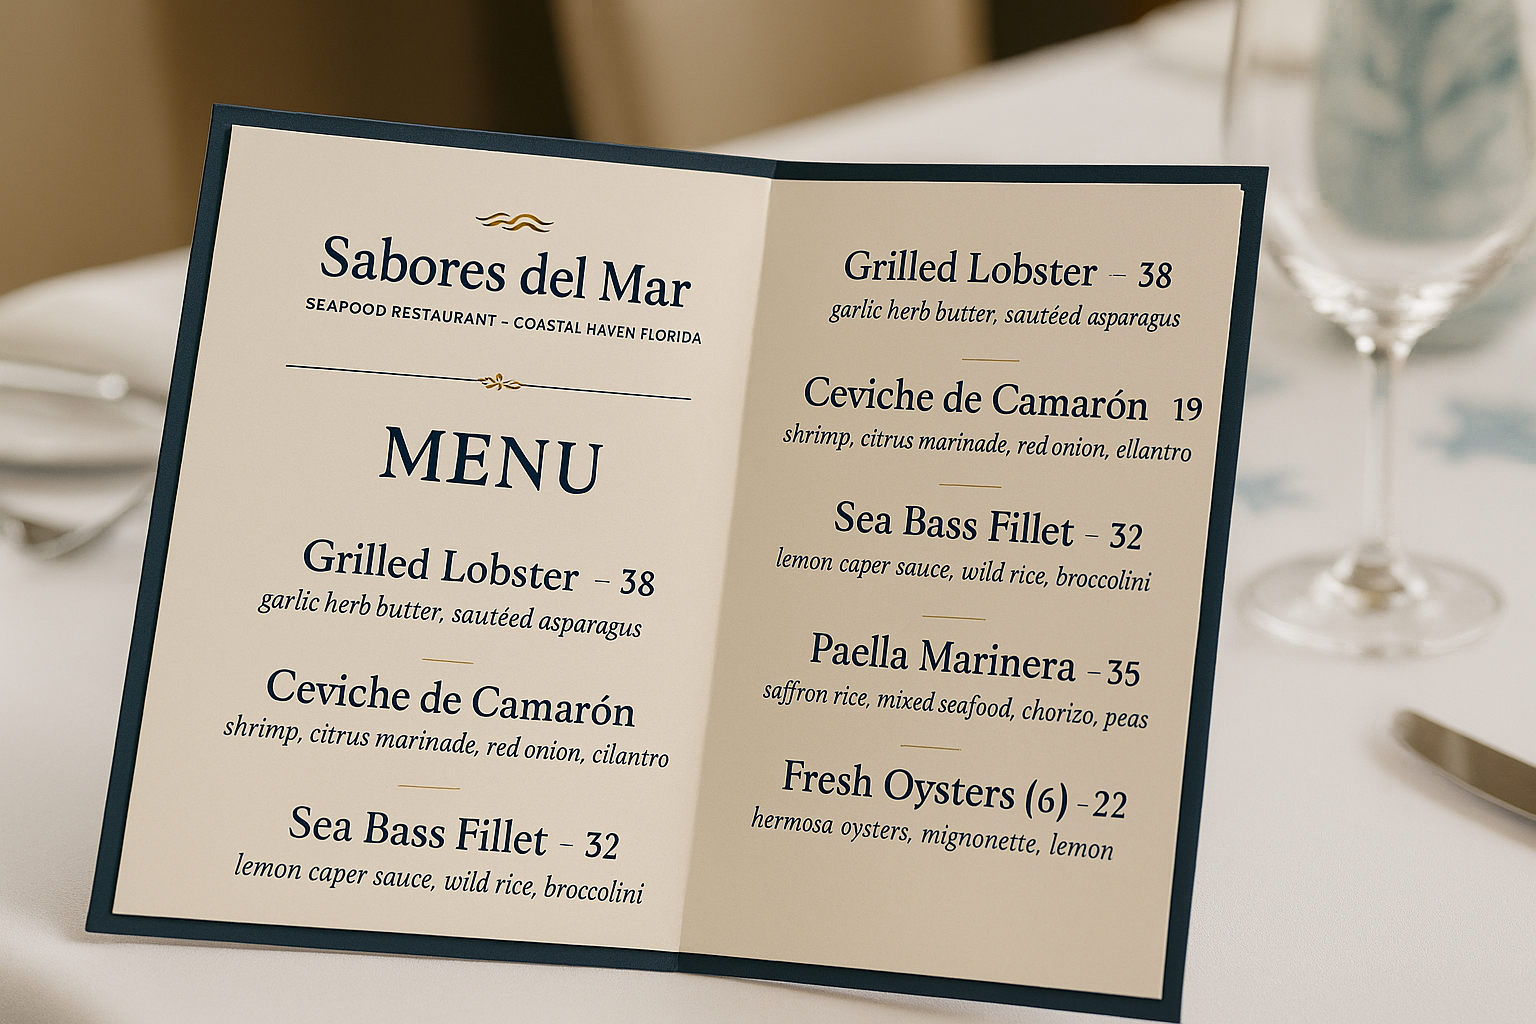 Sabores del Mar
SEAFOOD RESTAURANT – COASTAL HAVEN FLORIDA
MENU
Grilled Lobster – 38
garlic herb butter, sautéed asparagus
Ceviche de Camarón
shrimp, citrus marinade, red onion, cilantro
Sea Bass Fillet – 32
lemon caper sauce, wild rice, broccolini
Grilled Lobster – 38
garlic herb butter, sautéed asparagus
Ceviche de Camarón 19
shrimp, citrus marinade, red onion, ellantro
Sea Bass Fillet – 32
lemon caper sauce, wild rice, broccolini
Paella Marinera – 35
saffron rice, mixed seafood, chorizo, peas
Fresh Oysters (6) – 22
hermosa oysters, mignonette, lemon